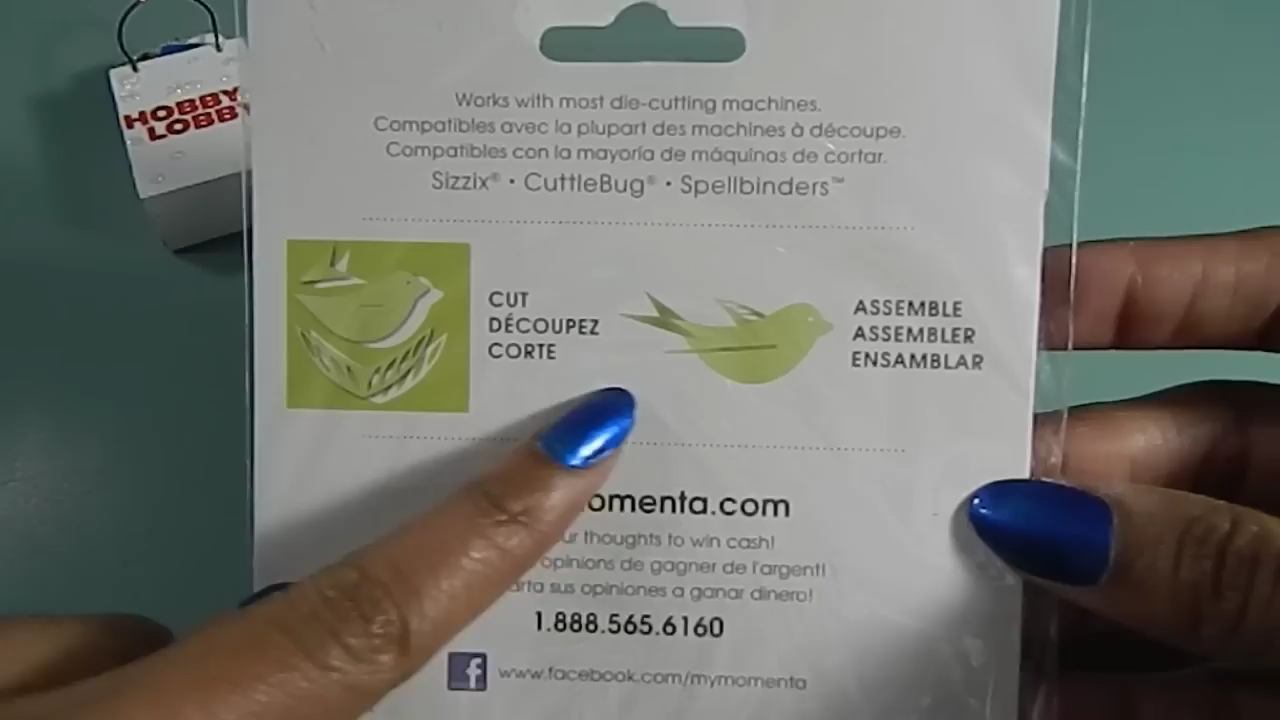 HOBBY
LOBBY
Works with most die-cutting machines.
Compatibles avec la plupart des machines à découpe.
Compatibles con la mayoría de máquinas de cortar.
Sizzix® • CuttleBug® • Spellbinders™
CUT
DÉCOUPEZ
CORTE
ASSEMBLE
ASSEMBLER
ENSAMBLAR
omenta.com
ur thoughts to win cash!
opinions de gagner de l'argent!
arta sus opiniones a ganar dinero!
1.888.565.6160
f www.facebook.com/mymomenta